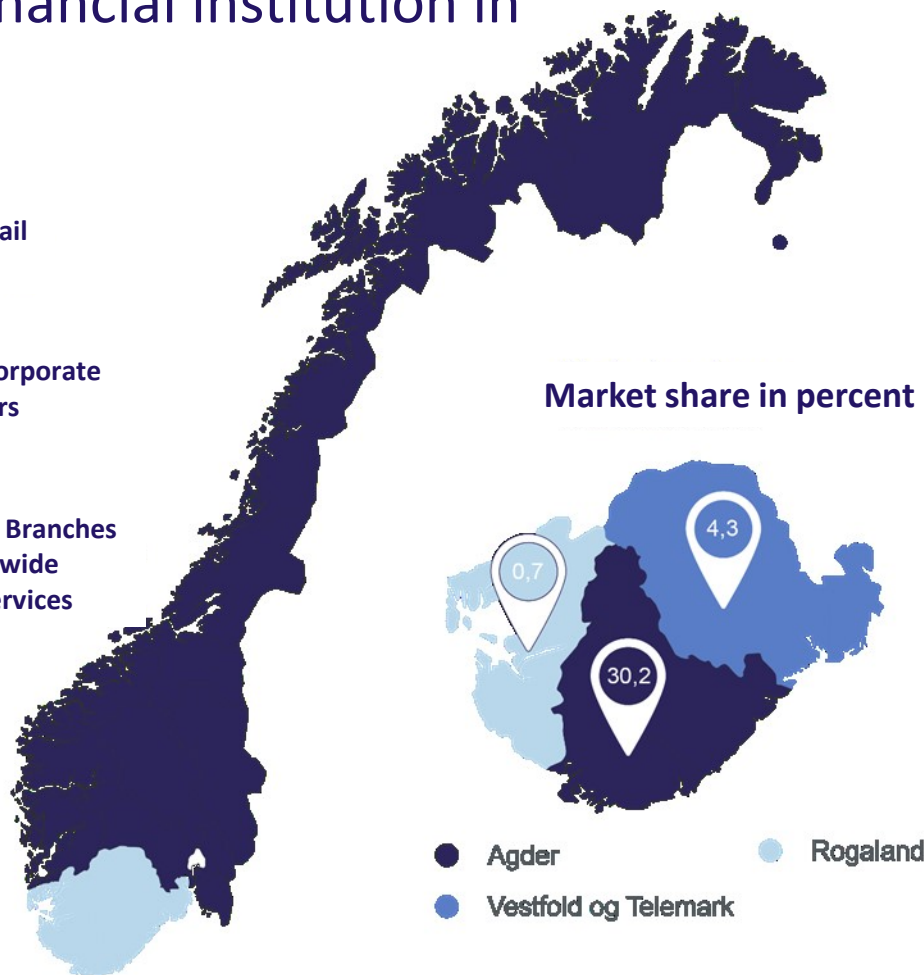 nancial institution in
ail
orporate
rs
Branches
wide
ervices
Market share in percent
4,3
0,7
30,2
Agder
Rogaland
Vestfold og Telemark